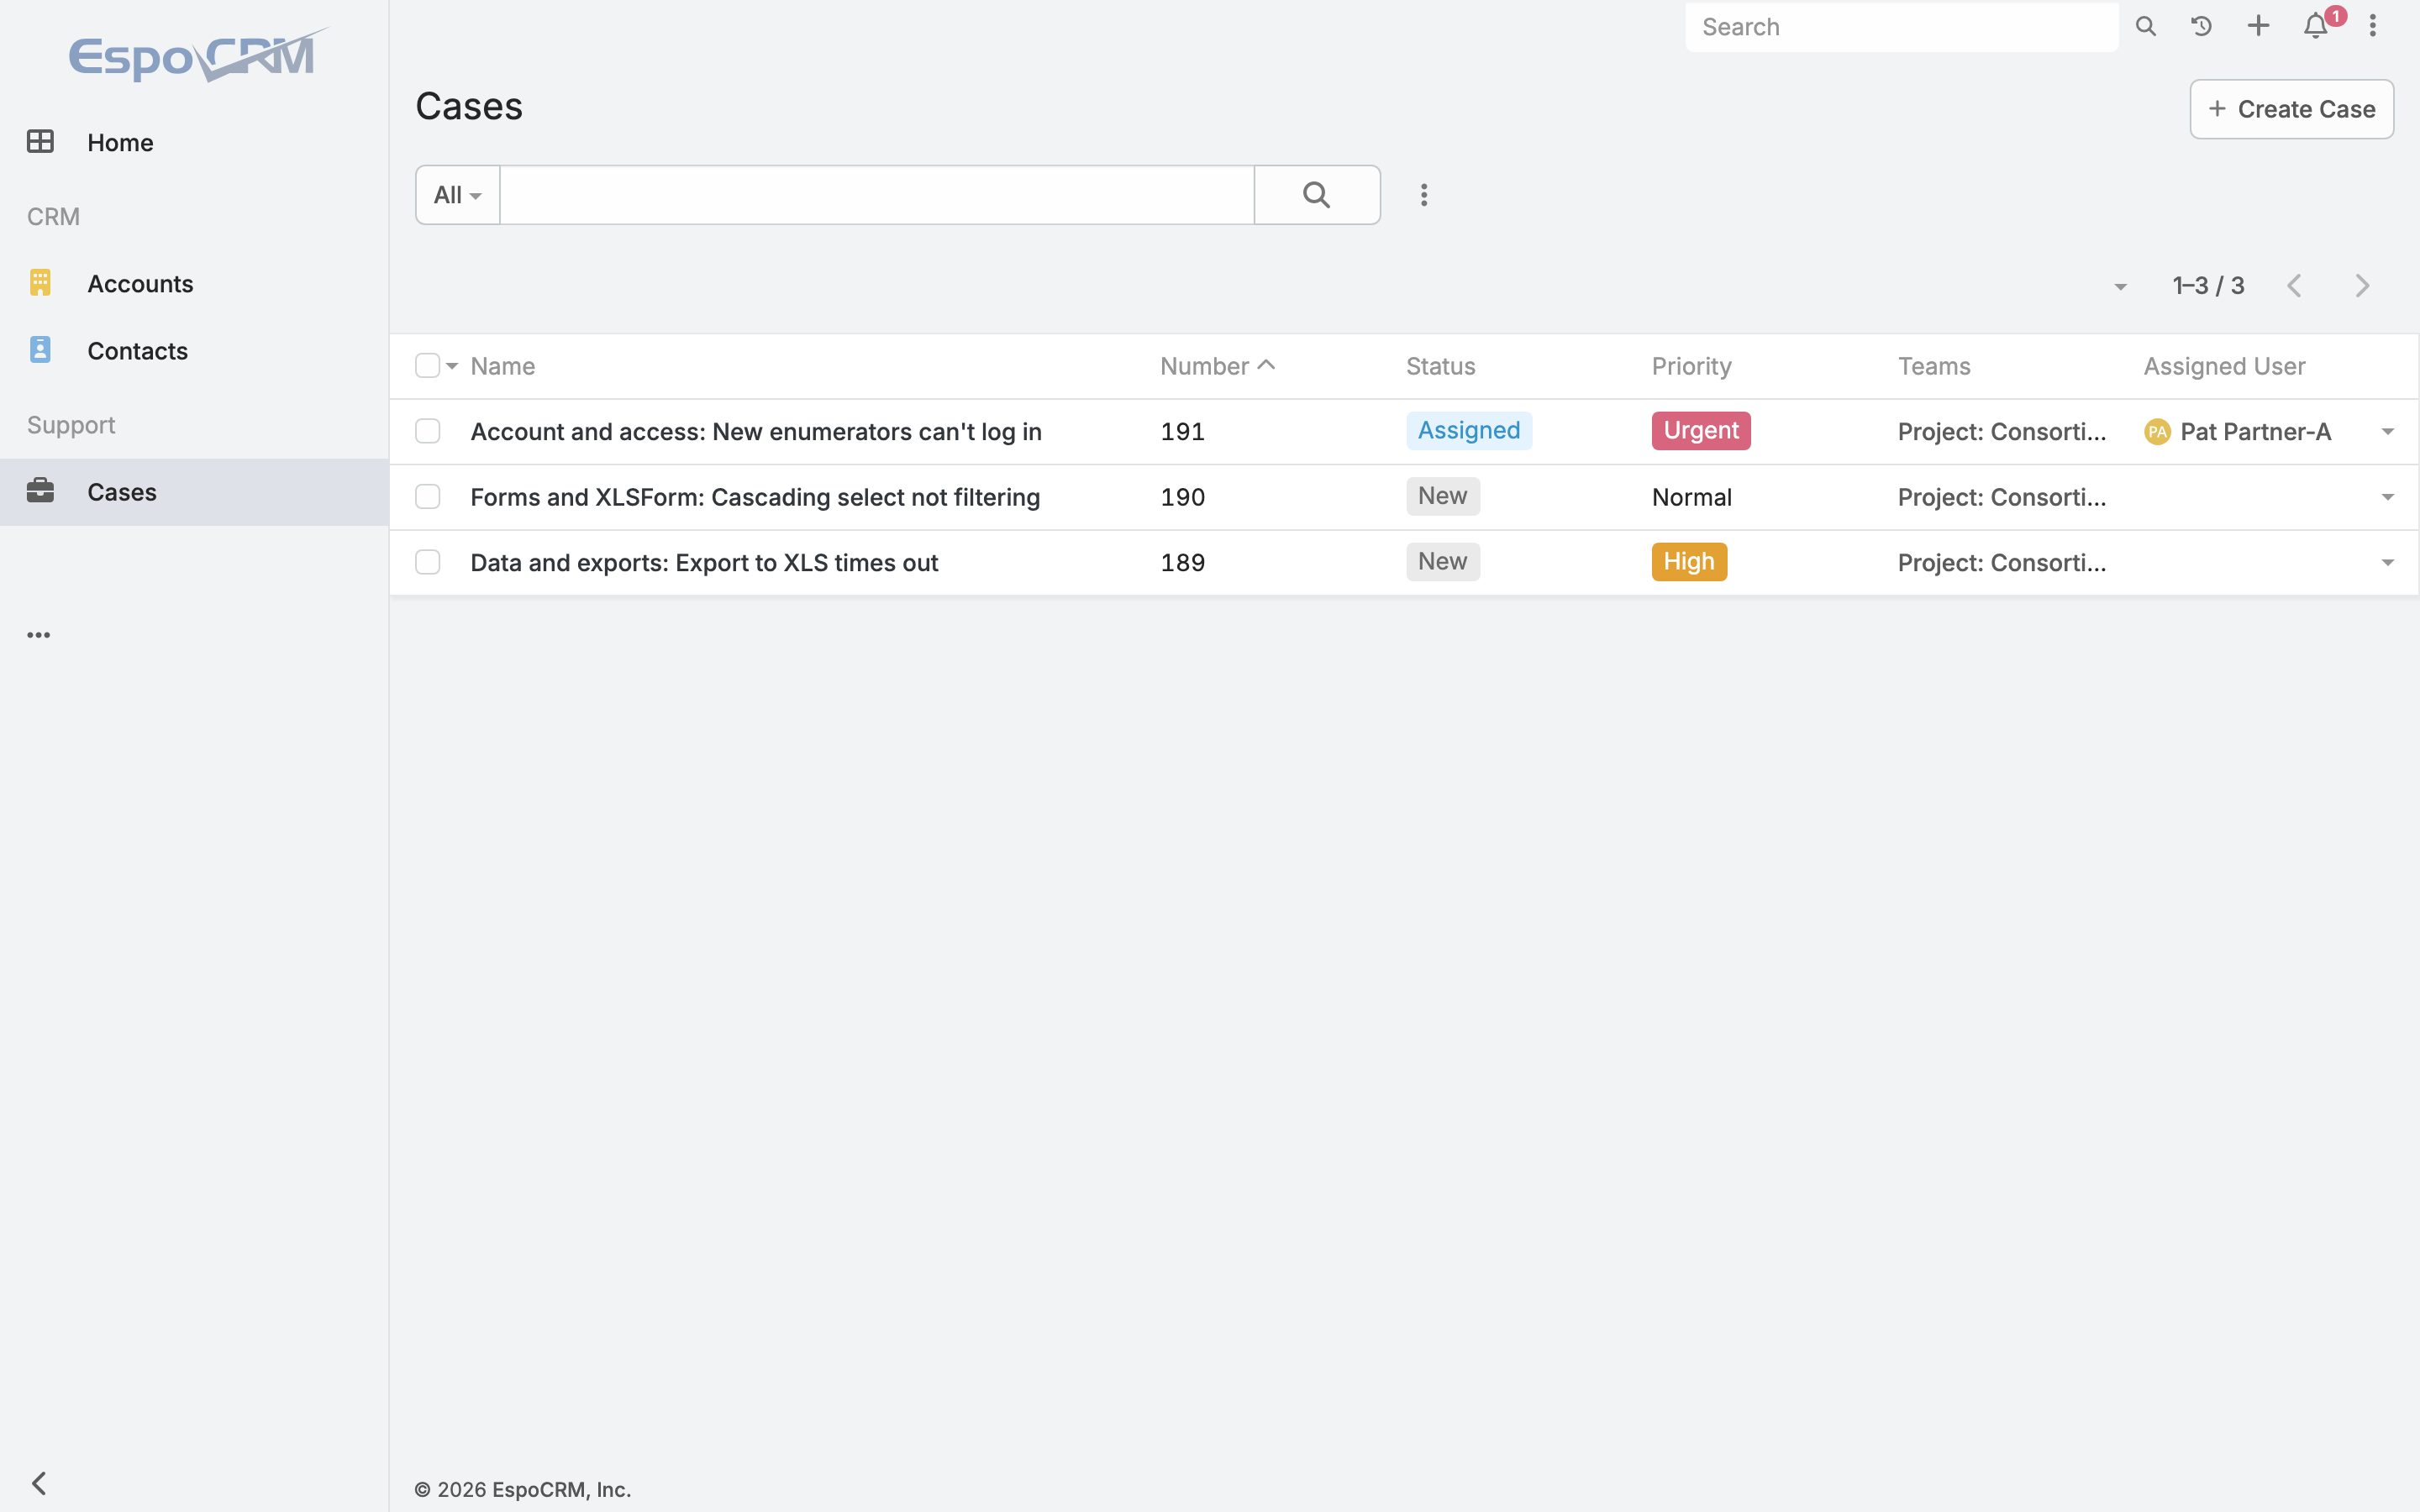 EspoCRM
Search
1
Home
CRM
Accounts
Contacts
Support
Cases
Cases
+ Create Case
All
1–3 / 3
Name Number Status Priority Teams Assigned User
Account and access: New enumerators can't log in 191 Assigned Urgent Project: Consorti... PA Pat Partner-A
Forms and XLSForm: Cascading select not filtering 190 New Normal Project: Consorti...
Data and exports: Export to XLS times out 189 New High Project: Consorti...
© 2026 EspoCRM, Inc.